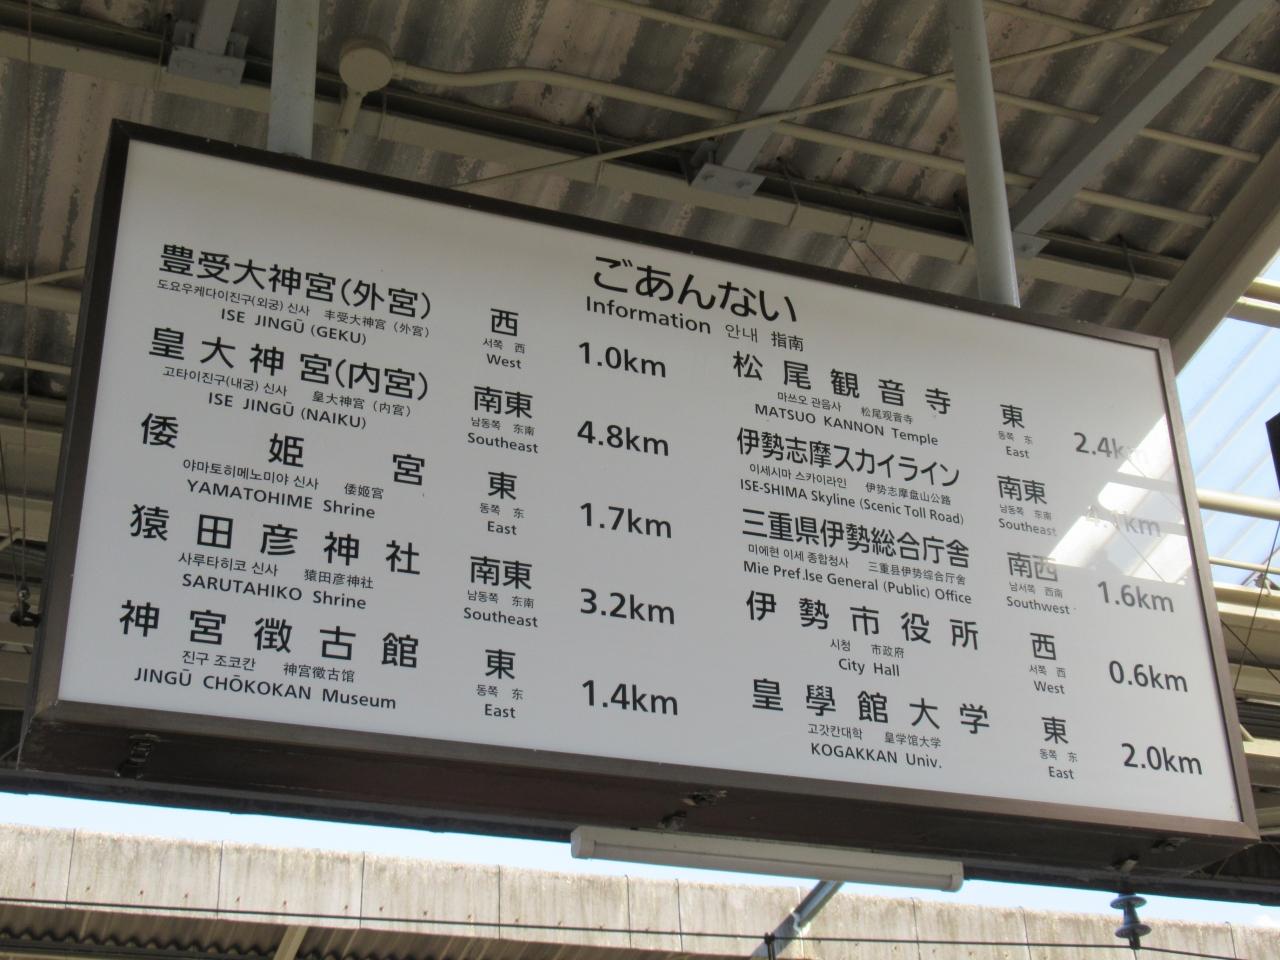 ごあんない
Information 안내 指南
豊受大神宮(外宮)
도요우케다이진구(외궁) 신사 丰受大神宮(外宮)
ISE JINGŪ (GEKU)
西
서쪽 西
West
1.0km
皇大神宮(内宮)
고타이진구(내궁) 신사 皇大神宮(内宮)
ISE JINGŪ (NAIKU)
南東
남동쪽 东南
Southeast
4.8km
倭姫宮
야마토히메노미야 신사 倭姬宮
YAMATOHIME Shrine
東
동쪽 东
East
1.7km
猿田彦神社
사루타히코 신사 猿田彦神社
SARUTAHIKO Shrine
南東
남동쪽 东南
Southeast
3.2km
神宮徴古館
진구 조코칸 神宮徵古馆
JINGŪ CHŌKOKAN Museum
東
동쪽 东
East
1.4km
松尾観音寺
마쓰오 관음사 松尾观音寺
MATSUO KANNON Temple
東
동쪽 东
East
2.4km
伊勢志摩スカイライン
이세시마 스카이라인 伊势志摩盘山公路
ISE-SHIMA Skyline (Scenic Toll Road)
南東
남동쪽 东南
Southeast
三重県伊勢総合庁舎
미에현 이세 종합청사 三重县伊势综合厅舍
Mie Pref.Ise General (Public) Office
南西
남서쪽 西南
Southwest
1.6km
伊勢市役所
시청 市政府
City Hall
西
서쪽 西
West
0.6km
皇學館大学
고갓칸대학 皇学馆大学
KOGAKKAN Univ.
東
동쪽 东
East
2.0km